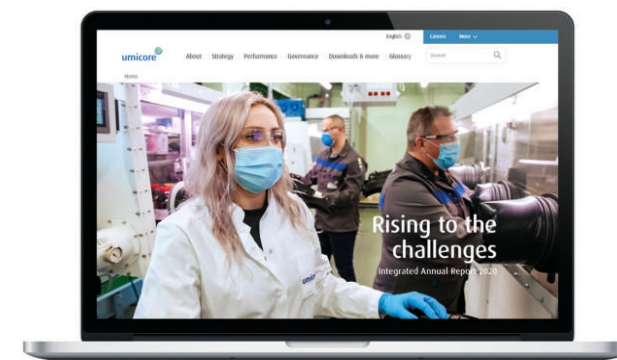 English
Careers More
umicore
About Strategy Performance Governance Downloads & more Glossary
Search
Home
Rising to the
challenges
Integrated Annual Report 2020
umicore